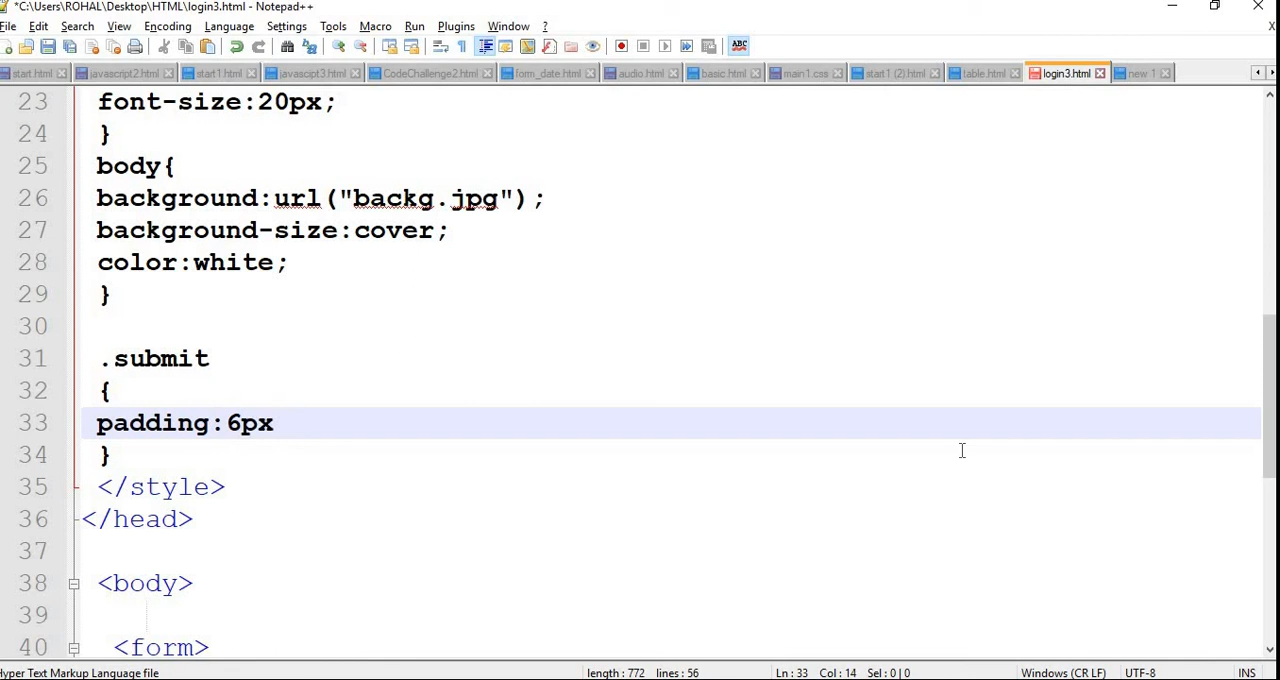 *C:\Users\ROHAL\Desktop\HTML\login3.html - Notepad++
File Edit Search View Encoding Language Settings Tools Macro Run Plugins Window ? X
start.html javascript2.html start1.html javascipt3.html CodeChallenge2.html form_date.html audio.html basic.html main1.css start1 (2).html table.html login3.html new 1
23 font-size:20px;
24 }
25 body{
26 background:url("backg.jpg");
27 background-size:cover;
28 color:white;
29 }
30
31 .submit
32 {
33 padding:6px
34 }
35 </style>
36 </head>
37
38 <body>
39
40 <form>
Hyper Text Markup Language file length : 772 lines : 56 Ln : 33 Col : 14 Sel : 0 | 0 Windows (CR LF) UTF-8 INS